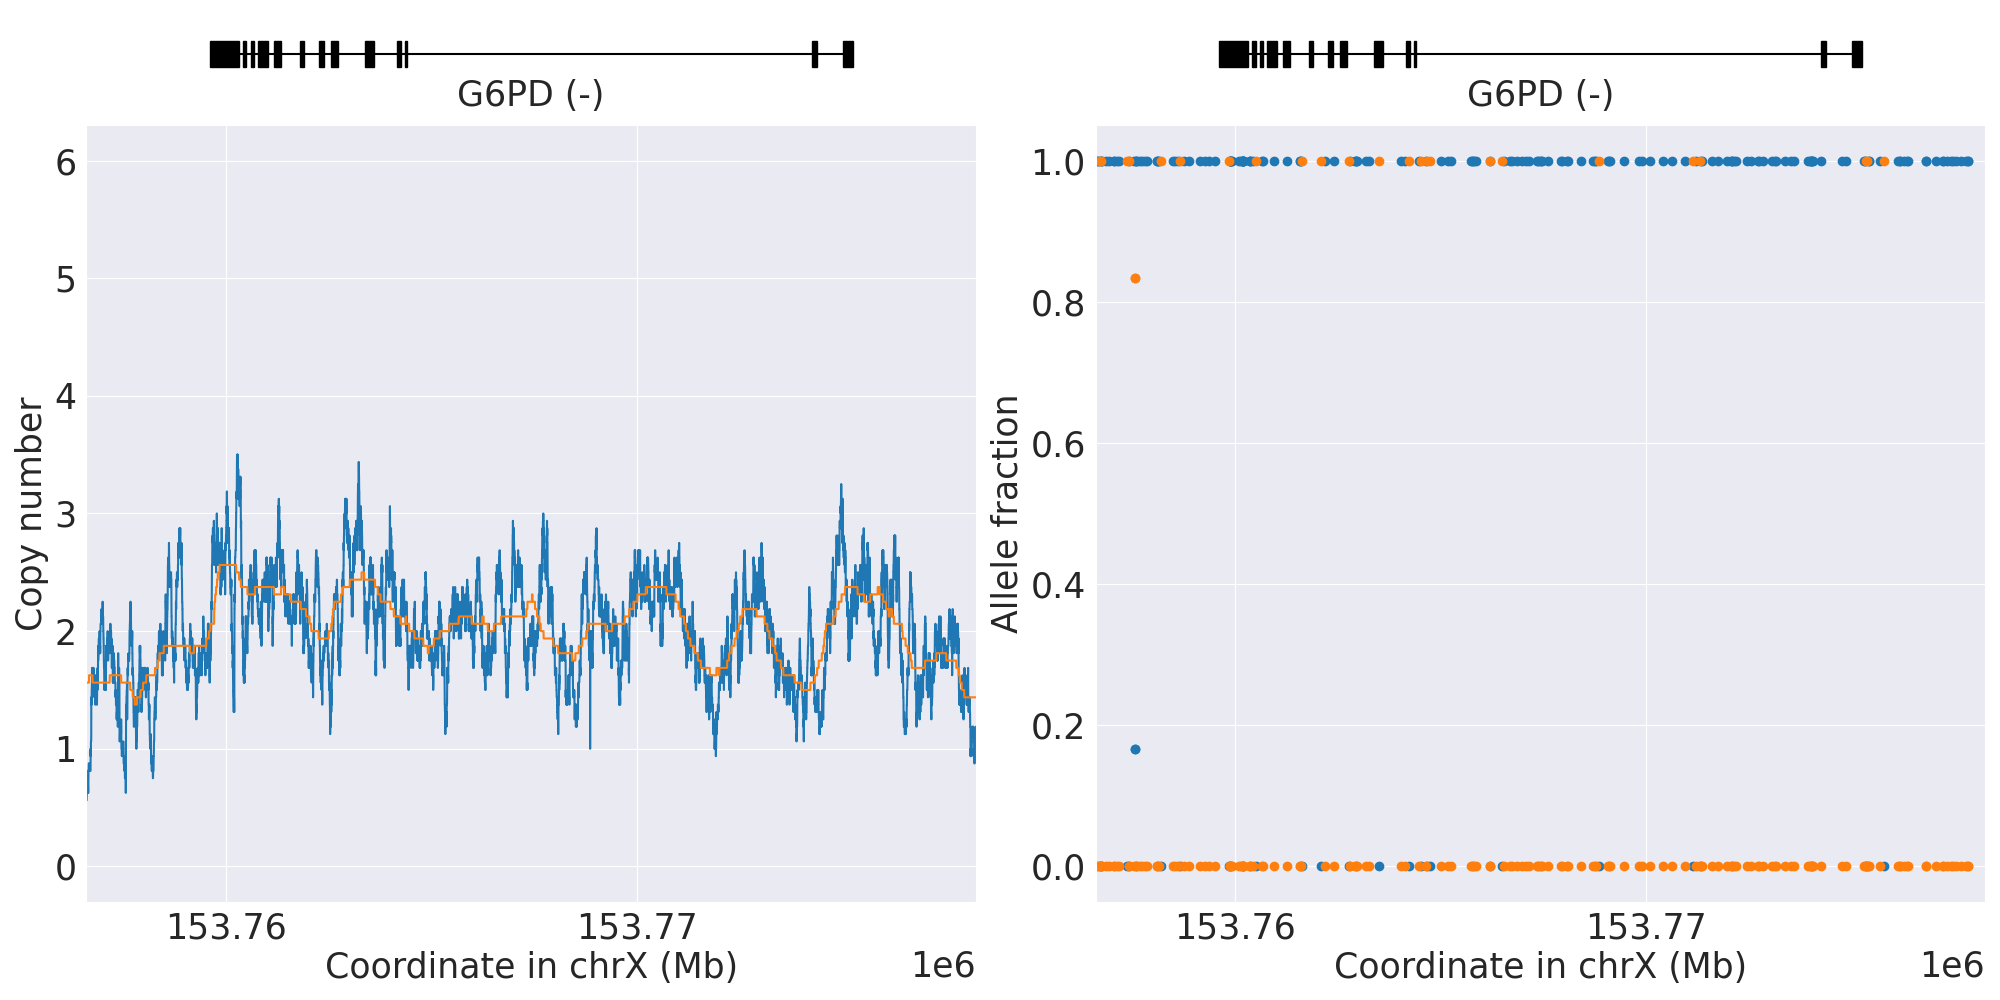 G6PD (-)
6
5
4
3
2
1
0
Copy number
153.76
153.77
Coordinate in chrX (Mb)
1e6
G6PD (-)
1.0
0.8
0.6
0.4
0.2
0.0
Allele fraction
153.76
153.77
Coordinate in chrX (Mb)
1e6